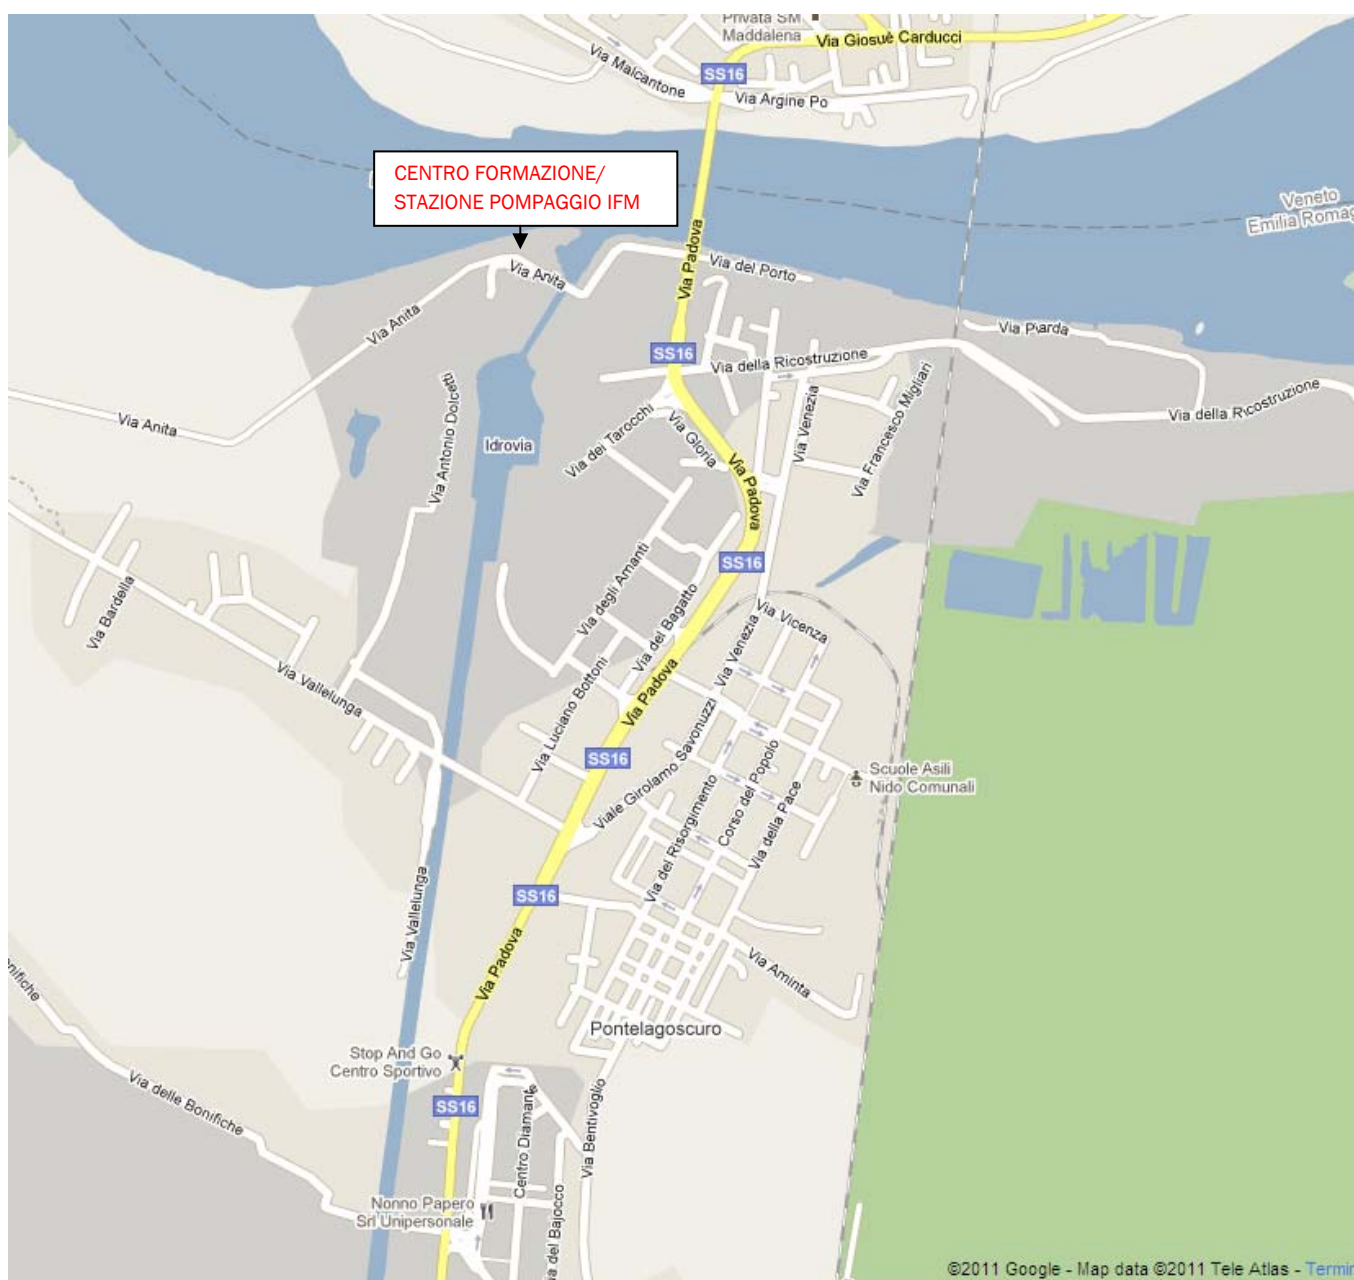 Privata SM
Maddalena
Via Giosuè Carducci
Via Malcantone
SS16
Via Argine Po
CENTRO FORMAZIONE/
STAZIONE POMPAGGIO IFM
Veneto
Emilia Romag
Via Padova
Via del Porto
Via Anita
Via Anita
Via Piarda
SS16
Via della Ricostruzione
Via Anita
Via Antonio Dolcetti
Idrovia
Via dei Tarocchi
Via Gloria
Via Venezia
Via Francesco Migliari
Via della Ricostruzione
Via Padova
SS16
Via Bardella
Via degli Amanti
Via del Bagatto
Via Vicenza
Via Venezia
Via Vallelunga
Via Luciano Bottoni
Via Padova
SS16
Viale Girolamo Savonuzzi
Scuole Asili
Nido Comunali
Via del Risorgimento
Corso del Popolo
Via della Pace
SS16
Via Vallelunga
Via Padova
Via Aminta
onifiche
Pontelagoscuro
Stop And Go
Centro Sportivo
Via delle Bonifiche
SS16
Centro Diamante
Via Bentivoglio
Nonno Papero
Srl Unipersonale
ia del Bajocco
©2011 Google - Map data ©2011 Tele Atlas - Termin